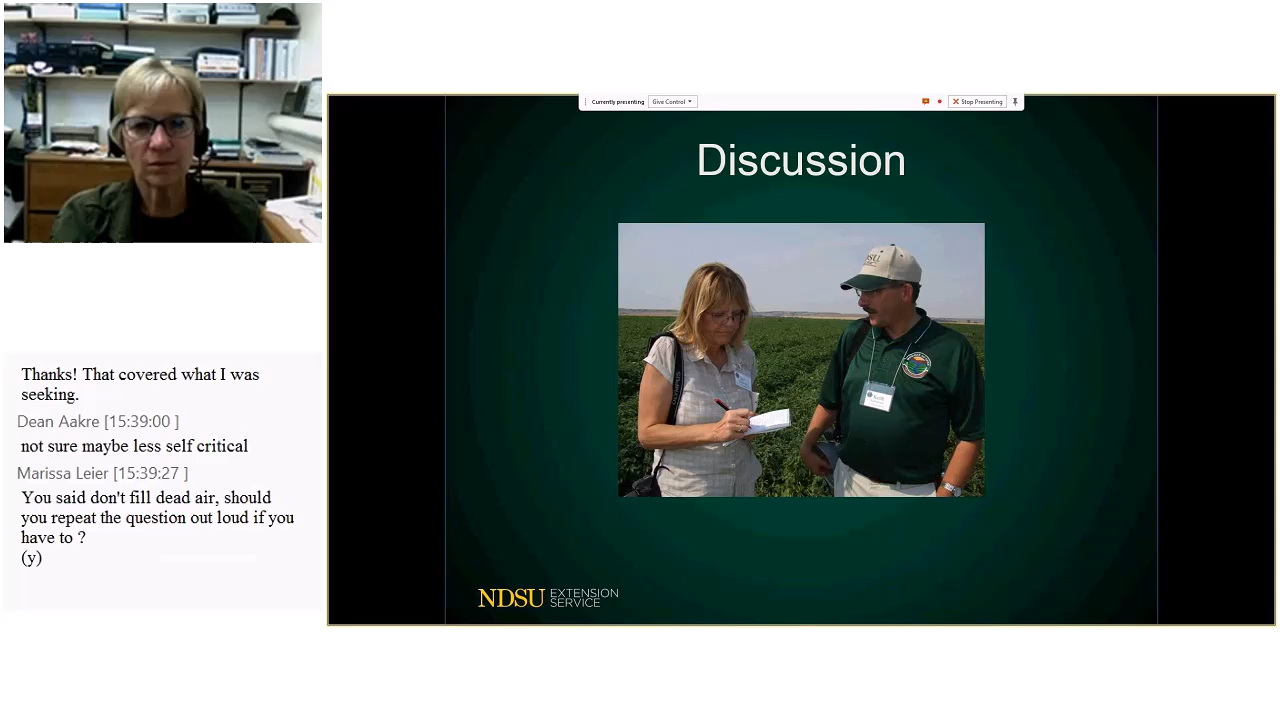 Currently presenting
Give Control
Stop Presenting
Discussion
NDSU
Thanks! That covered what I was
seeking.
Dean Aakre [15:39:00 ]
not sure maybe less self critical
Marissa Leier [15:39:27 ]
You said don't fill dead air, should
you repeat the question out loud if you
have to ?
(y)
OLYMPUS
NDSU EXTENSION
SERVICE